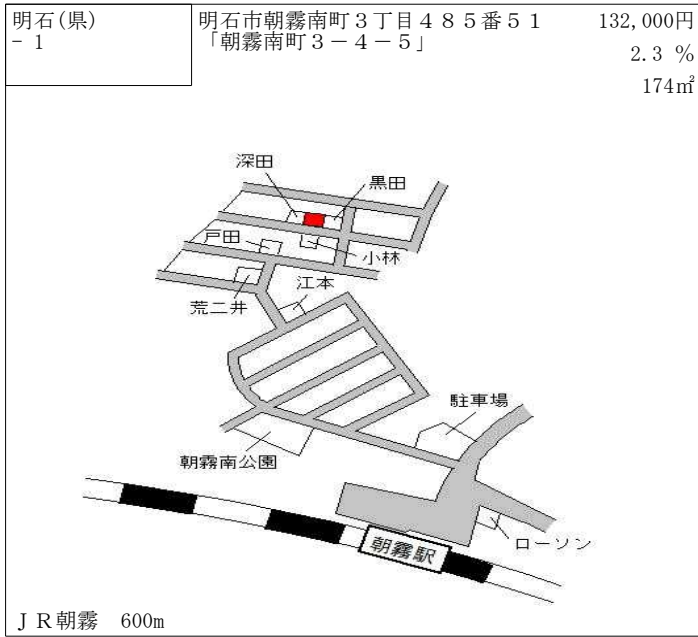 明石(県)
- 1
明石市朝霧南町３丁目４８５番５１
「朝霧南町３－４－５」
132,000円
2.3 %
174㎡
深田
黒田
戸田
小林
荒二井
江本
駐車場
朝霧南公園
ローソン
朝霧駅
ＪＲ朝霧　600m